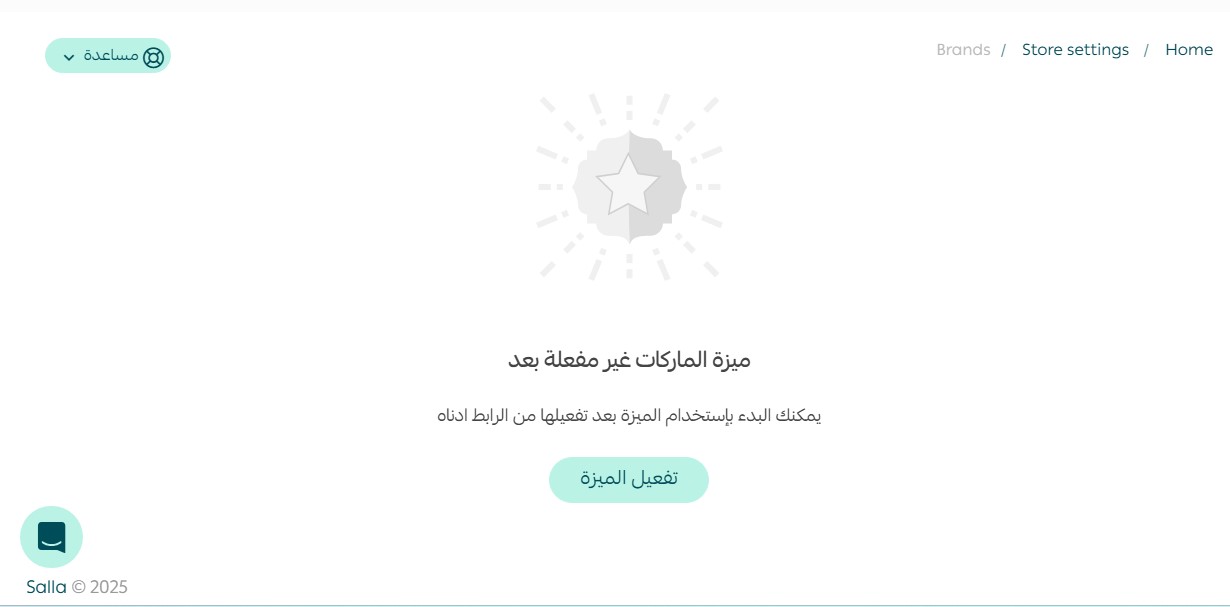 Home / Store settings / Brands
مساعدة
ميزة الماركات غير مفعلة بعد
يمكنك البدء بإستخدام الميزة بعد تفعيلها من الرابط ادناه
تفعيل الميزة
Salla © 2025